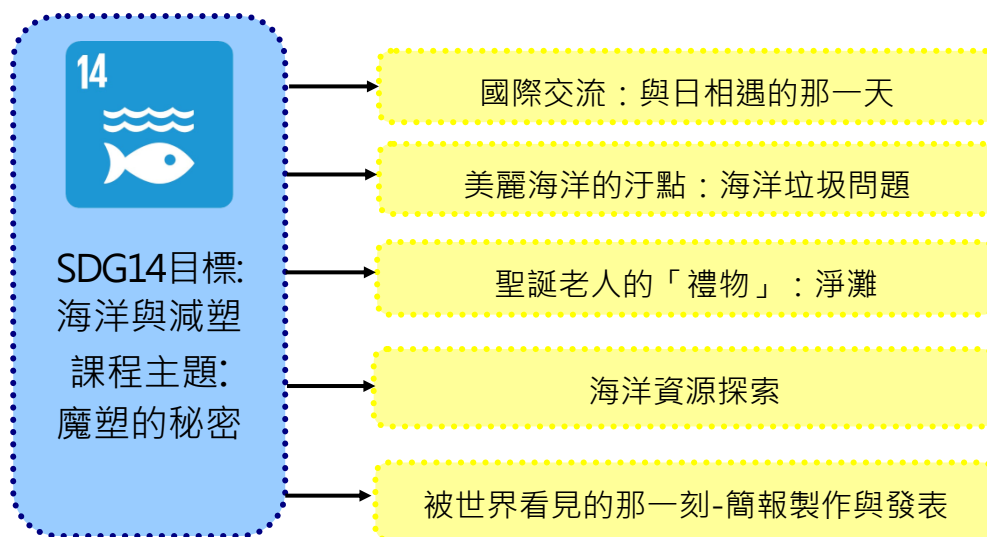 14
SDG14目標:
海洋與減塑
課程主題:
魔塑的秘密
國際交流：與日相遇的那一天
美麗海洋的汙點：海洋垃圾問題
聖誕老人的「禮物」：淨灘
海洋資源探索
被世界看見的那一刻-簡報製作與發表